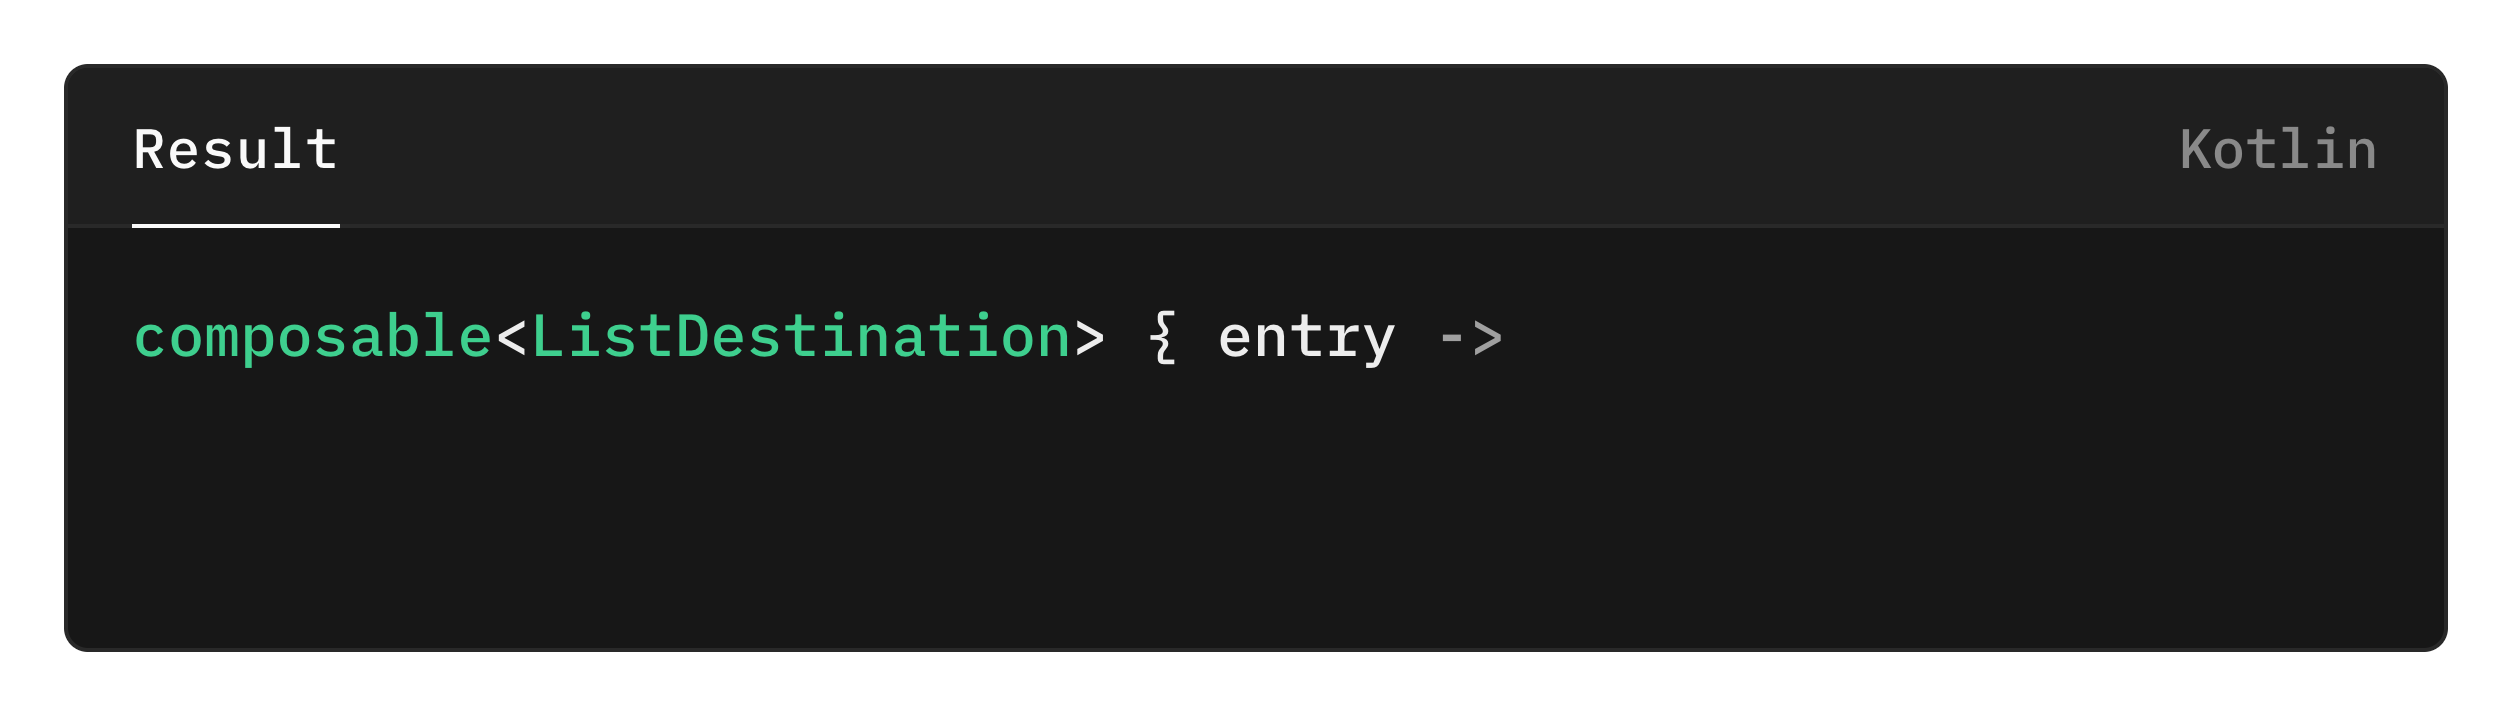 Result
Kotlin
composable<ListDestination> { entry ->